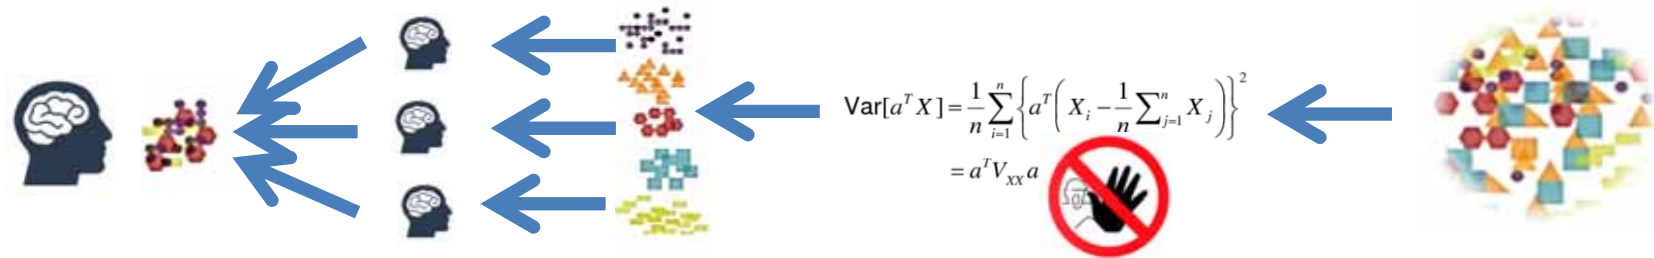 Var[a^T X] = \frac{1}{n} \sum_{i=1}^{n} \left\{ a^T \left( X_i - \frac{1}{n} \sum_{j=1}^{n} X_j \right) \right\}^2
= a^T V_{XX} a